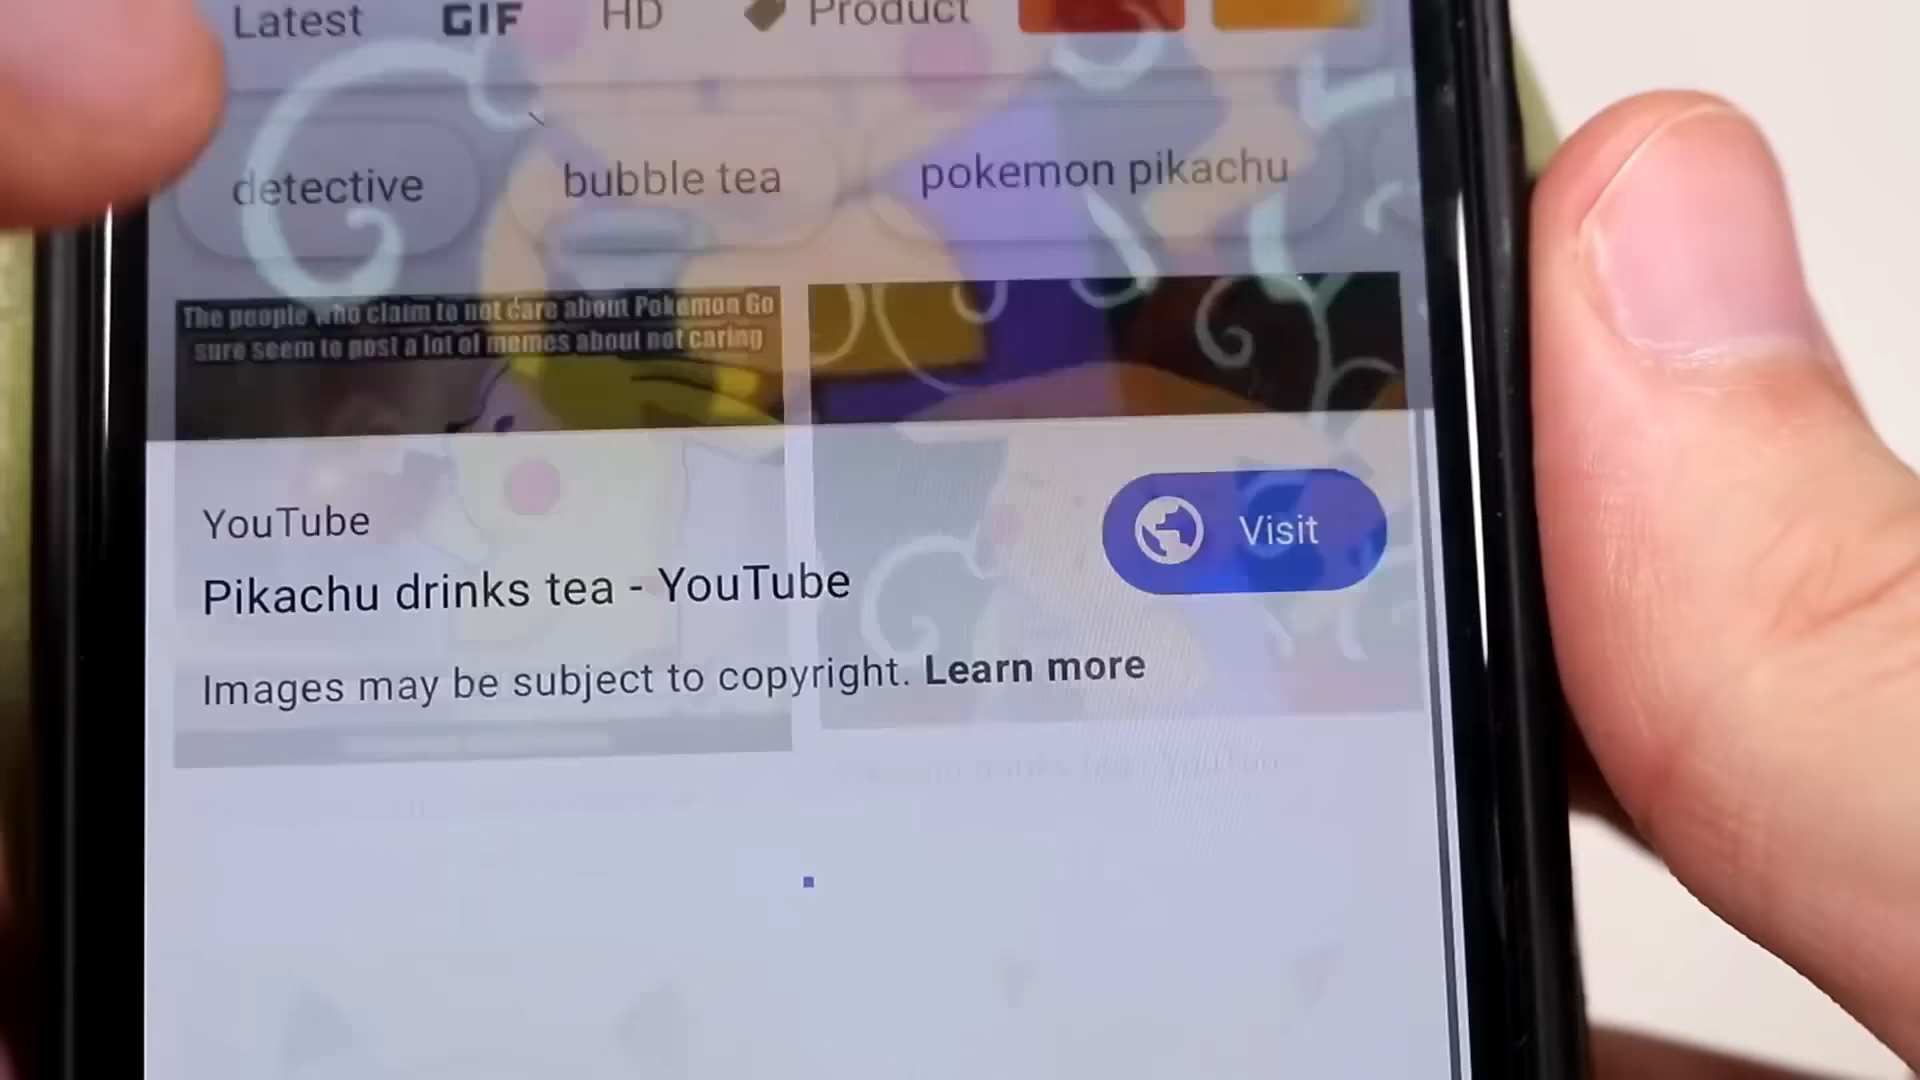 Latest GIF HD Product
detective bubble tea pokemon pikachu
The people who claim to not care about Pokemon Go
sure seem to post a lot of memes about not caring
YouTube
Visit
Pikachu drinks tea - YouTube
Images may be subject to copyright. Learn more